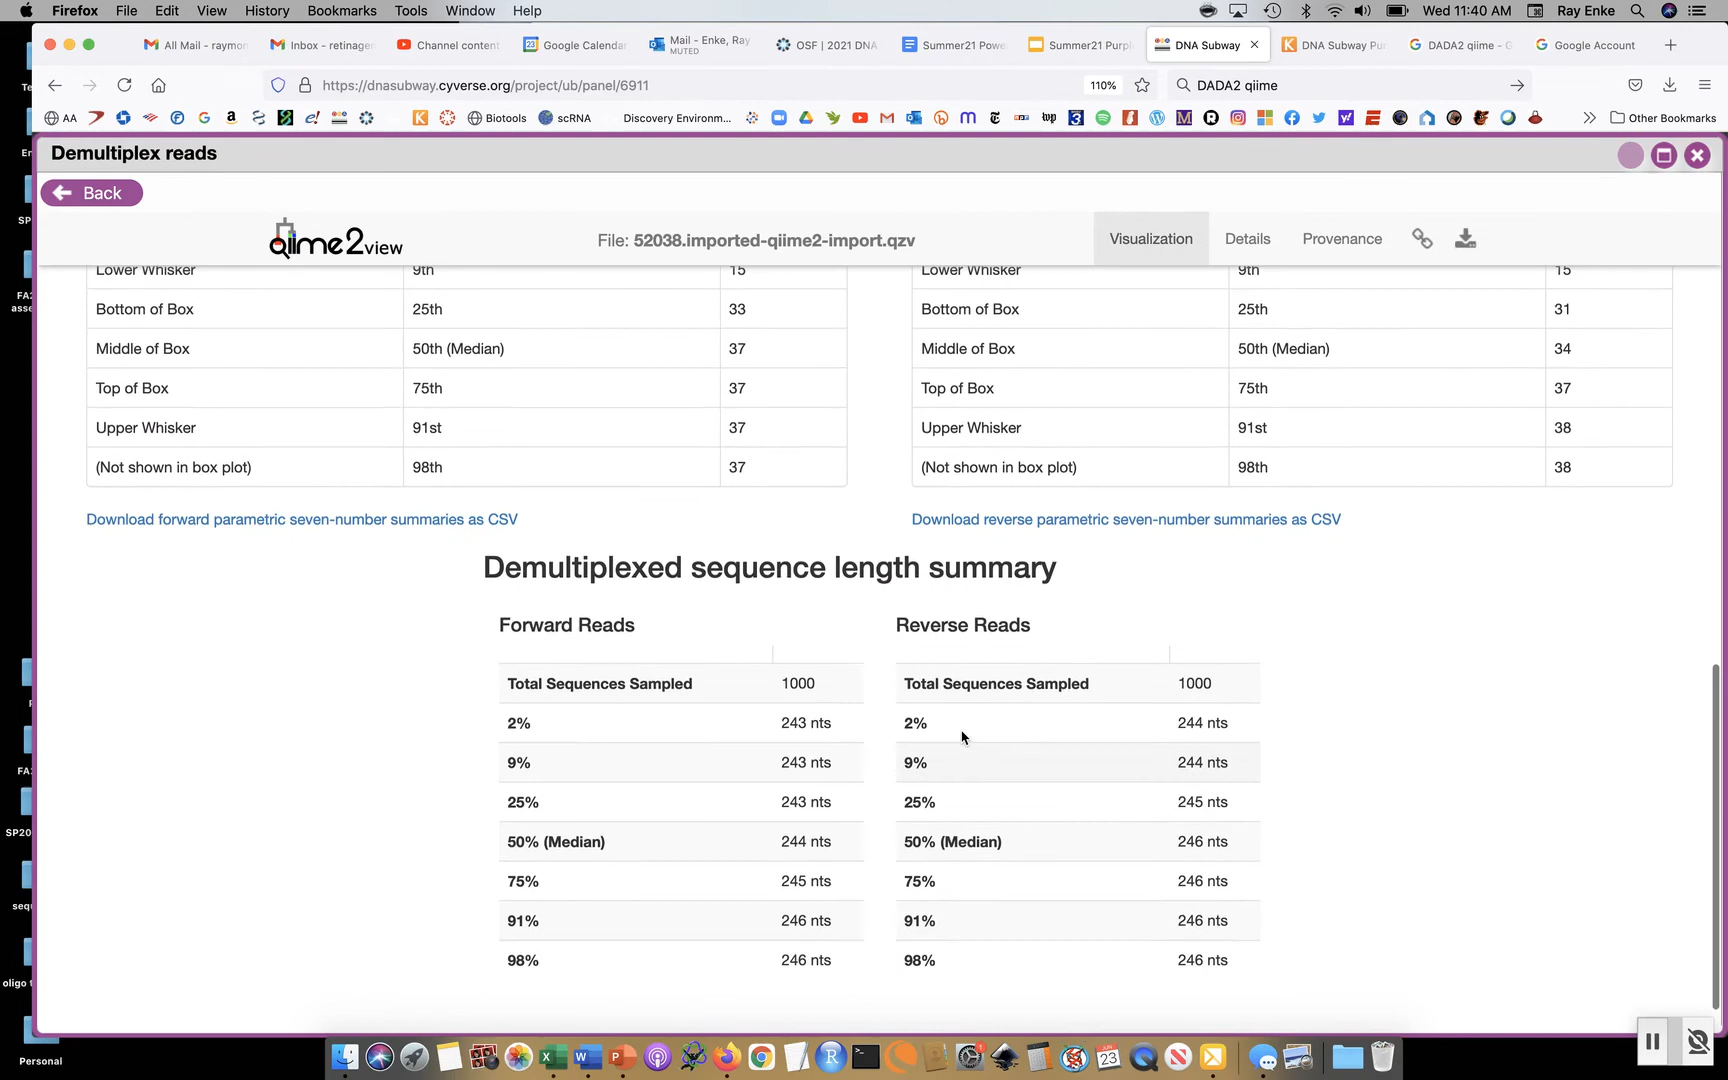 Firefox File Edit View History Bookmarks Tools Window Help Wed 11:40 AM Ray Enke
All Mail - raymon Inbox - retinagen Channel content Google Calenda Mail - Enke, Ray OSF | 2021 DNA Summer21 Powe Summer21 Purpl DNA Subway DNA Subway Pur DADA2 qiime - G Google Account
MUTED
https://dnasubway.cyverse.org/project/ub/panel/6911 110% DADA2 qiime
AA Biotools scRNA Discovery Environm... Other Bookmarks
Demultiplex reads
Back
qiime2view File: 52038.imported-qiime2-import.qzv Visualization Details Provenance
Lower Whisker 9th 15 Lower Whisker 9th 15
Bottom of Box 25th 33 Bottom of Box 25th 31
Middle of Box 50th (Median) 37 Middle of Box 50th (Median) 34
Top of Box 75th 37 Top of Box 75th 37
Upper Whisker 91st 37 Upper Whisker 91st 38
(Not shown in box plot) 98th 37 (Not shown in box plot) 98th 38
Download forward parametric seven-number summaries as CSV Download reverse parametric seven-number summaries as CSV
Demultiplexed sequence length summary
Forward Reads Reverse Reads
Total Sequences Sampled 1000 Total Sequences Sampled 1000
2% 243 nts 2% 244 nts
9% 243 nts 9% 244 nts
25% 243 nts 25% 245 nts
50% (Median) 244 nts 50% (Median) 246 nts
75% 245 nts 75% 246 nts
91% 246 nts 91% 246 nts
98% 246 nts 98% 246 nts
Personal